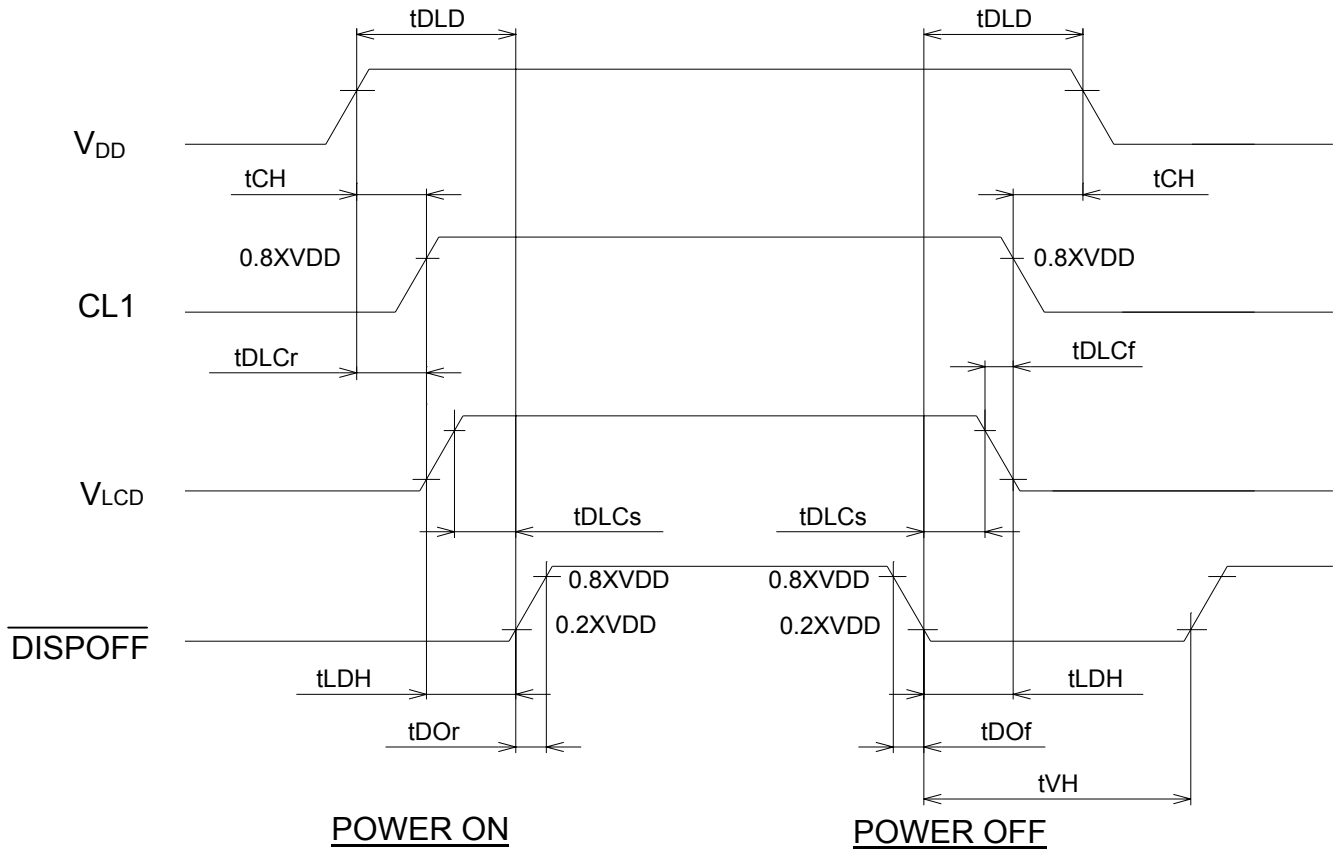 tDLD tDLD
VDD
tCH tCH
0.8XVDD 0.8XVDD
CL1
tDLCr tDLCf
VLCD
tDLCs tDLCs
0.8XVDD 0.8XVDD
0.2XVDD 0.2XVDD
DISPOFF
tLDH tLDH
tDOr tDOf
tVH
POWER ON POWER OFF